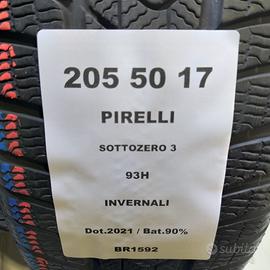 205 50 17
PIRELLI
SOTTOZERO 3
93H
INVERNALI
Dot.2021 / Bat.90%
BR1592
subito